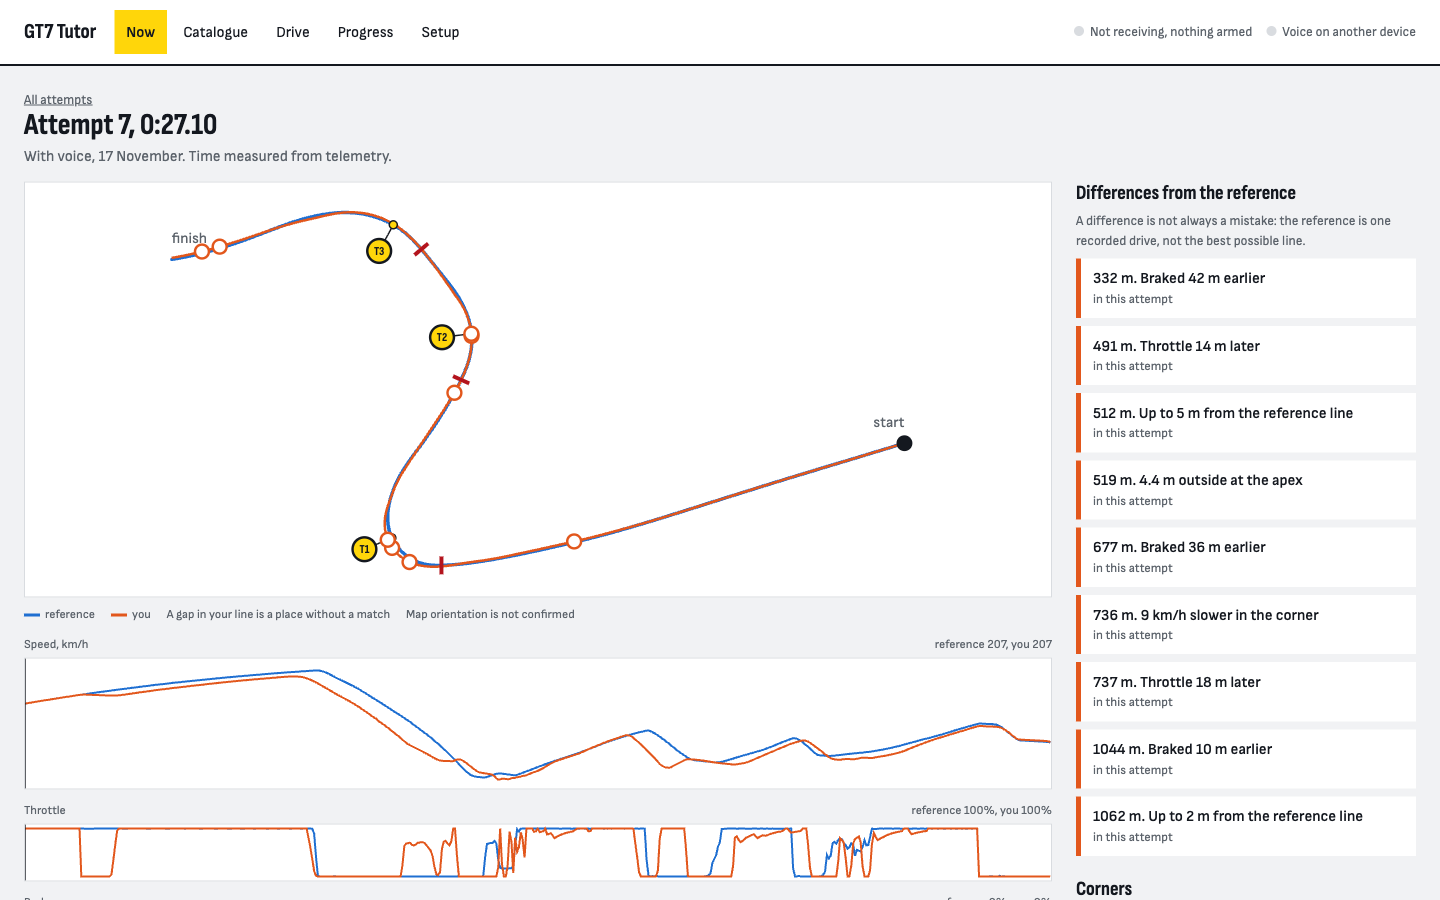 GT7 Tutor
Now
Catalogue
Drive
Progress
Setup
Not receiving, nothing armed
Voice on another device
All attempts
Attempt 7, 0:27.10
With voice, 17 November. Time measured from telemetry.
finish
T3
T2
start
T1
reference
you
A gap in your line is a place without a match
Map orientation is not confirmed
Speed, km/h
reference 207, you 207
Throttle
reference 100%, you 100%
Differences from the reference
A difference is not always a mistake: the reference is one
recorded drive, not the best possible line.
332 m. Braked 42 m earlier
in this attempt
491 m. Throttle 14 m later
in this attempt
512 m. Up to 5 m from the reference line
in this attempt
519 m. 4.4 m outside at the apex
in this attempt
677 m. Braked 36 m earlier
in this attempt
736 m. 9 km/h slower in the corner
in this attempt
737 m. Throttle 18 m later
in this attempt
1044 m. Braked 10 m earlier
in this attempt
1062 m. Up to 2 m from the reference line
in this attempt
Corners